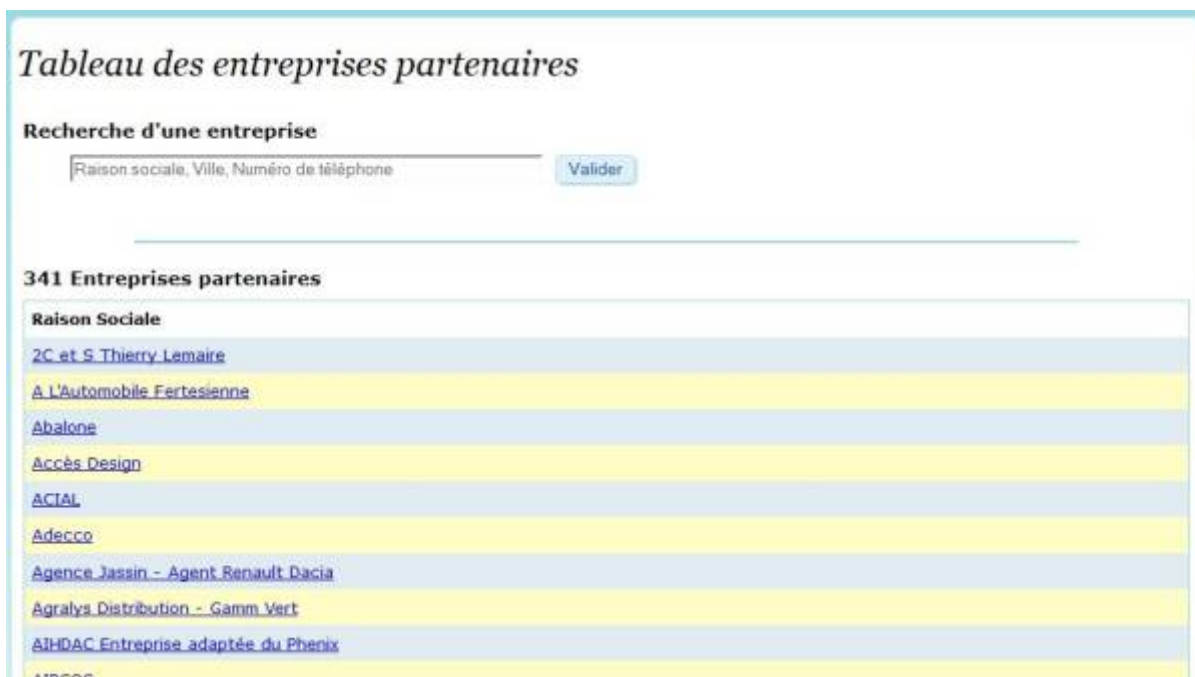 Tableau des entreprises partenaires
Recherche d'une entreprise
Raison sociale, Ville, Numéro de téléphone
Valider
341 Entreprises partenaires
Raison Sociale
2C et S Thierry Lemaire
A L'Automobile Fertesienne
Abalone
Accès Design
ACIAL
Adecco
Agence Jassin - Agent Renault Dacia
Agralys Distribution - Gamm Vert
AIHDAC Entreprise adaptée du Phenix